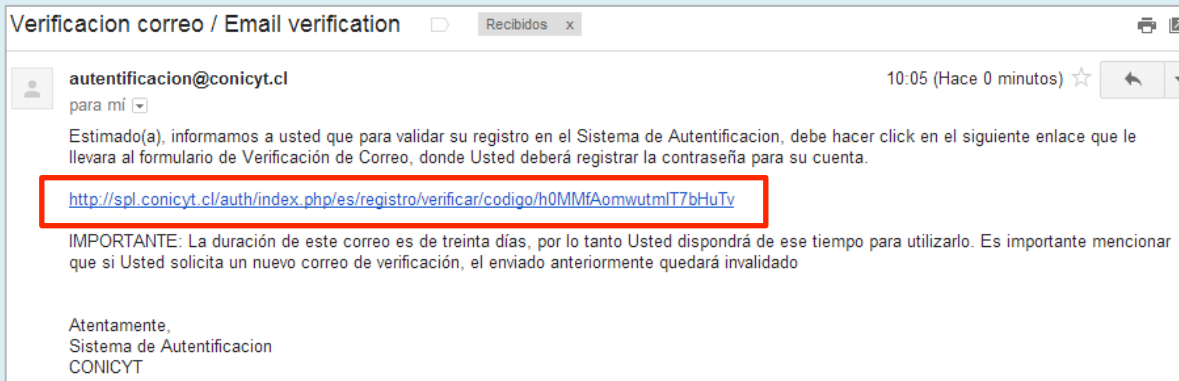 Verificacion correo / Email verification Recibidos x
autentificacion@conicyt.cl 10:05 (Hace 0 minutos)
para mí
Estimado(a), informamos a usted que para validar su registro en el Sistema de Autentificacion, debe hacer click en el siguiente enlace que le
llevara al formulario de Verificación de Correo, donde Usted deberá registrar la contraseña para su cuenta.
http://spl.conicyt.cl/auth/index.php/es/registro/verificar/codigo/h0MMfAomwutmIT7bHuTv
IMPORTANTE: La duración de este correo es de treinta días, por lo tanto Usted dispondrá de ese tiempo para utilizarlo. Es importante mencionar
que si Usted solicita un nuevo correo de verificación, el enviado anteriormente quedará invalidado
Atentamente,
Sistema de Autentificacion
CONICYT